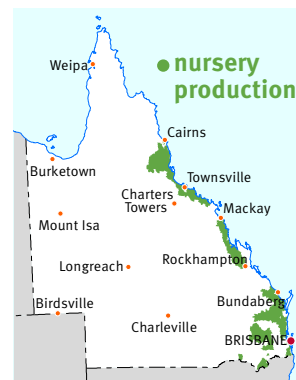 Weipa
nursery
production
Cairns
Burketown
Townsville
Charters
Towers
Mackay
Mount Isa
Longreach
Rockhampton
Birdsville
Bundaberg
Charleville
BRISBANE